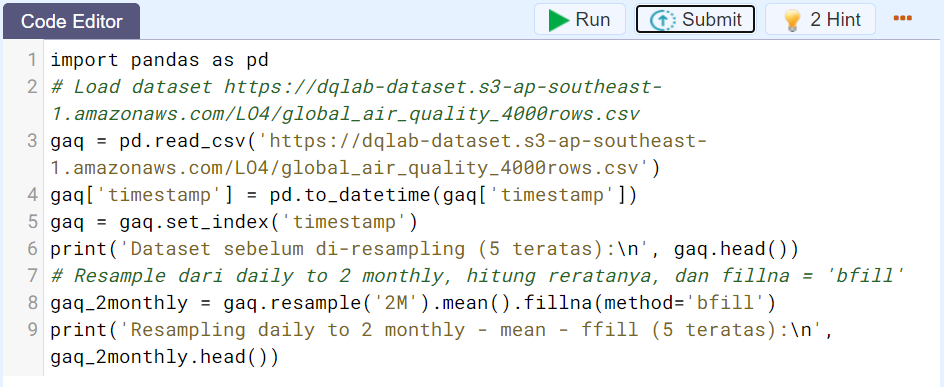 Code Editor
Run
Submit
2 Hint
1 import pandas as pd
2 # Load dataset https://dqlab-dataset.s3-ap-southeast-
1.amazonaws.com/LO4/global_air_quality_4000rows.csv
3 gaq = pd.read_csv('https://dqlab-dataset.s3-ap-southeast-
1.amazonaws.com/LO4/global_air_quality_4000rows.csv')
4 gaq['timestamp'] = pd.to_datetime(gaq['timestamp'])
5 gaq = gaq.set_index('timestamp')
6 print('Dataset sebelum di-resampling (5 teratas):\n', gaq.head())
7 # Resample dari daily to 2 monthly, hitung reratanya, dan fillna = 'bfill'
8 gaq_2monthly = gaq.resample('2M').mean().fillna(method='bfill')
9 print('Resampling daily to 2 monthly - mean - ffill (5 teratas):\n',
gaq_2monthly.head())